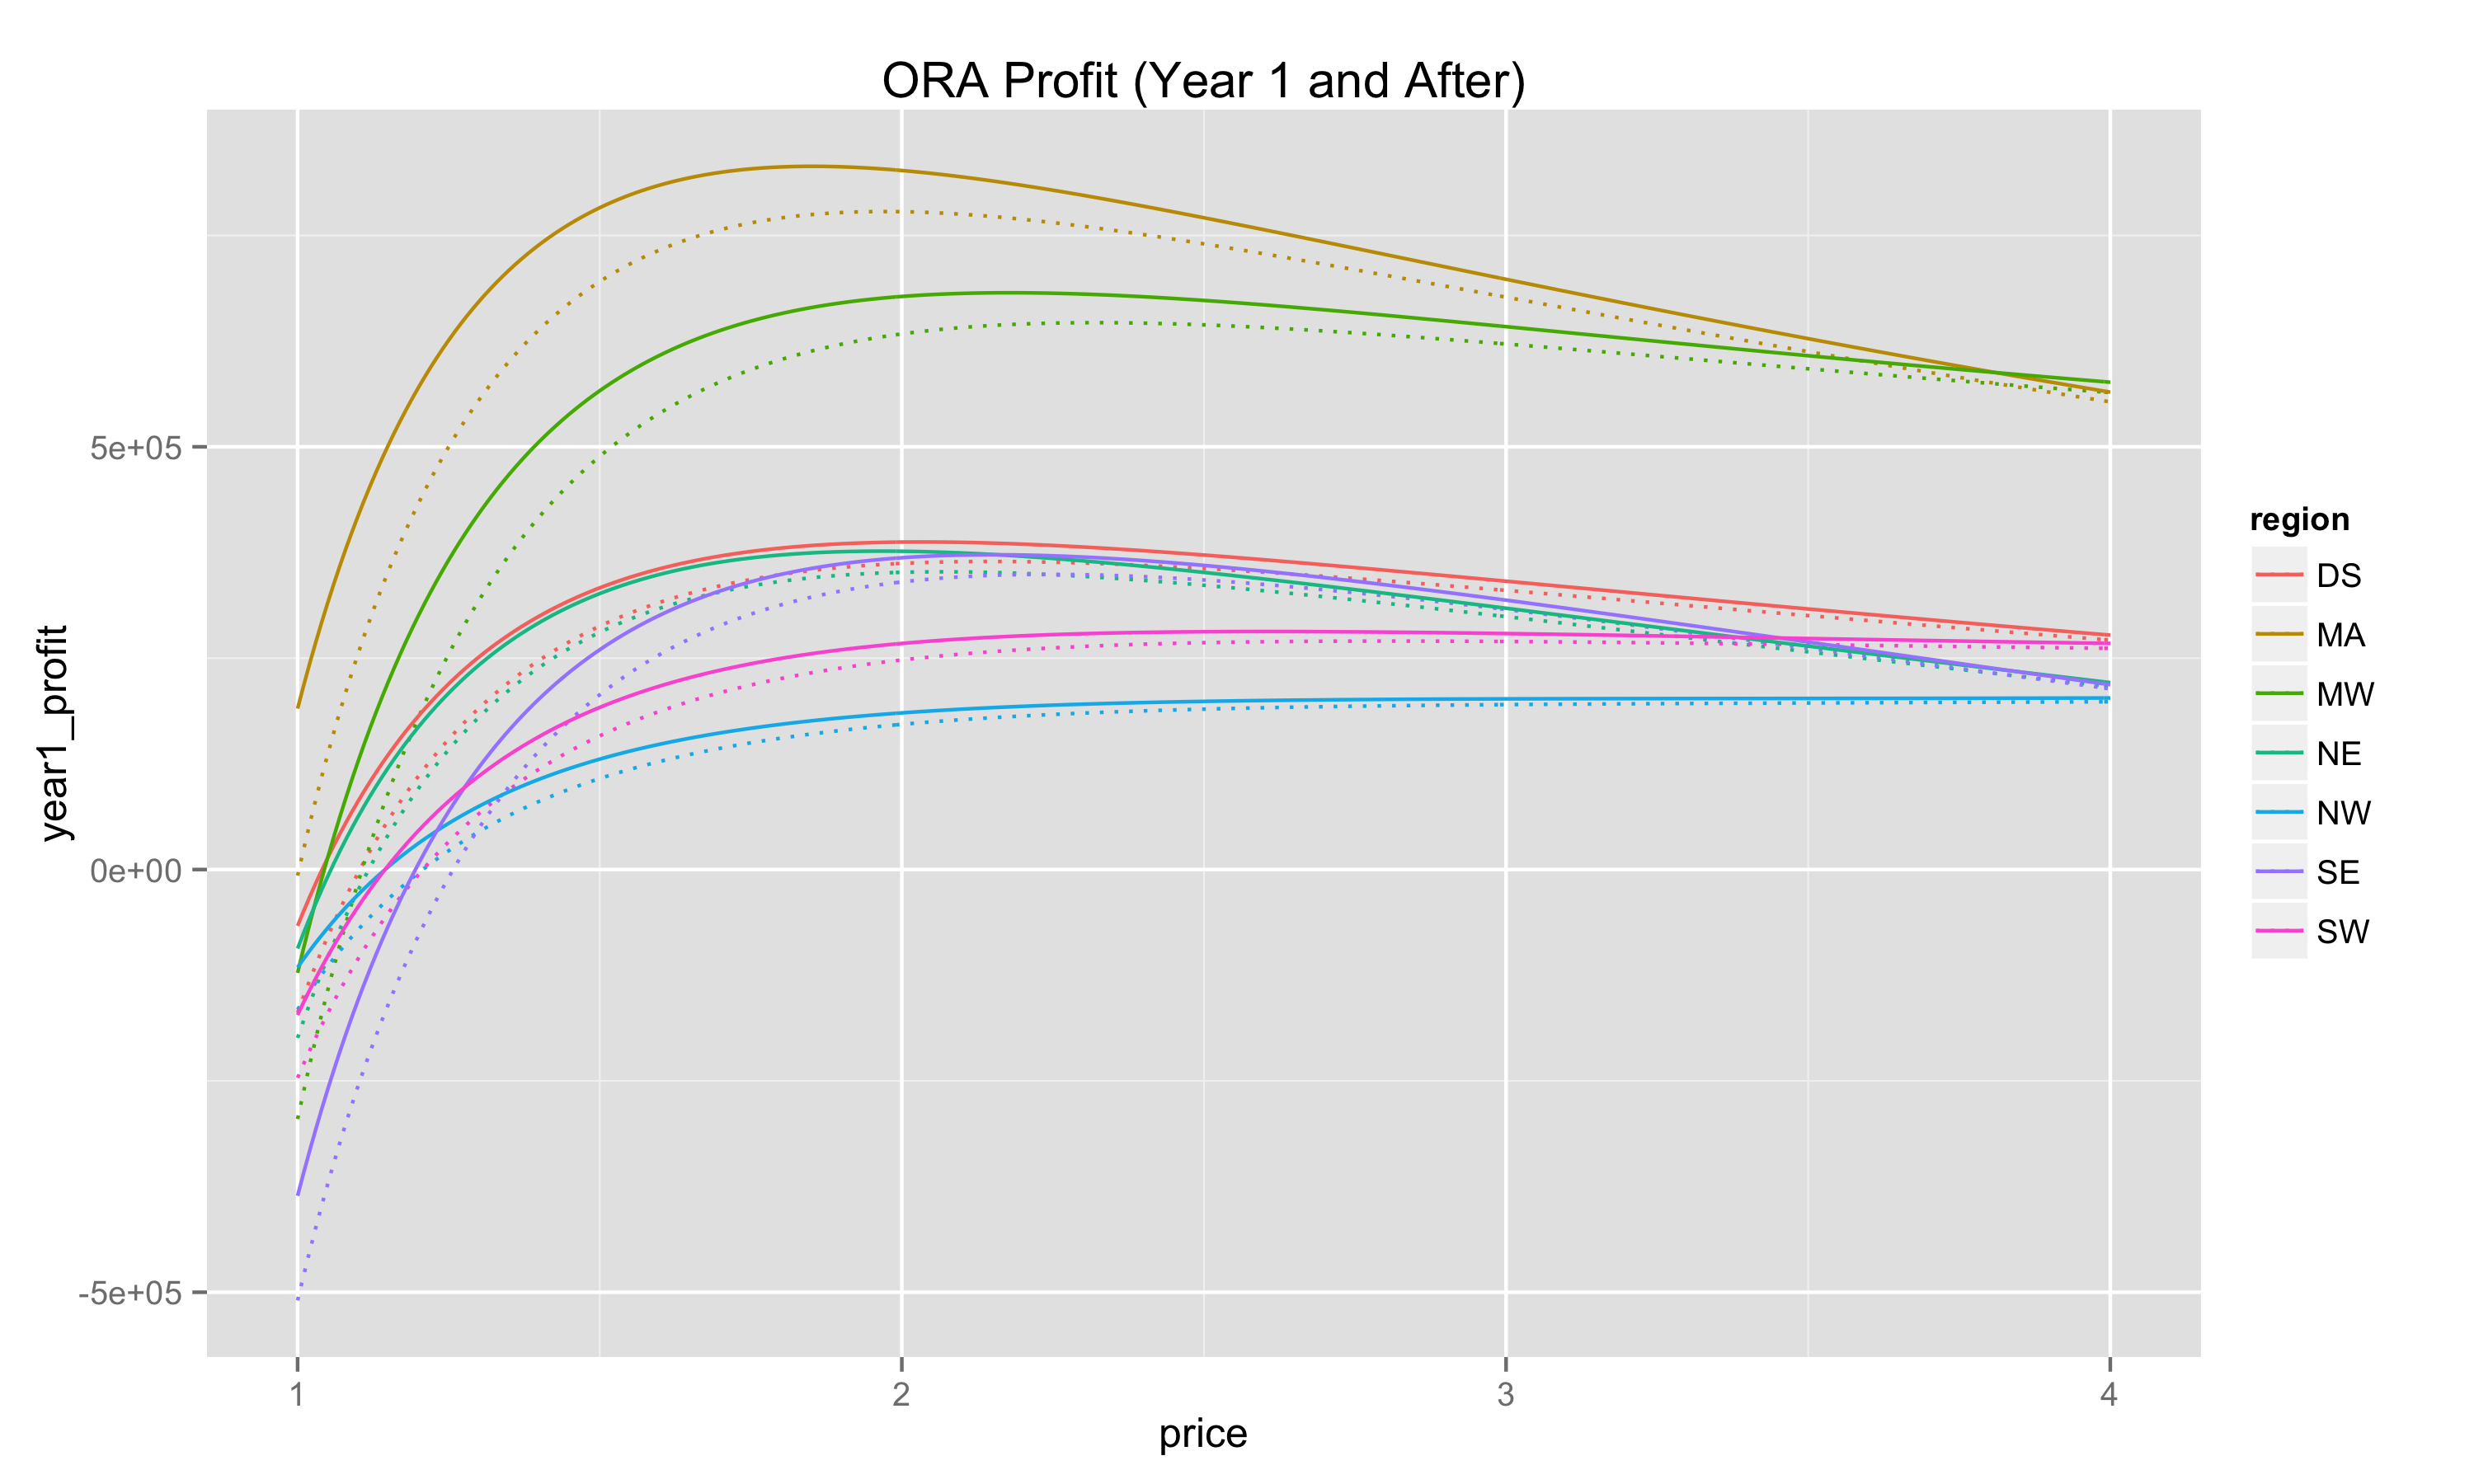 ORA Profit (Year 1 and After)
year1_profit
5e+05
0e+00
-5e+05
1
2
3
4
price
region
DS
MA
MW
NE
NW
SE
SW